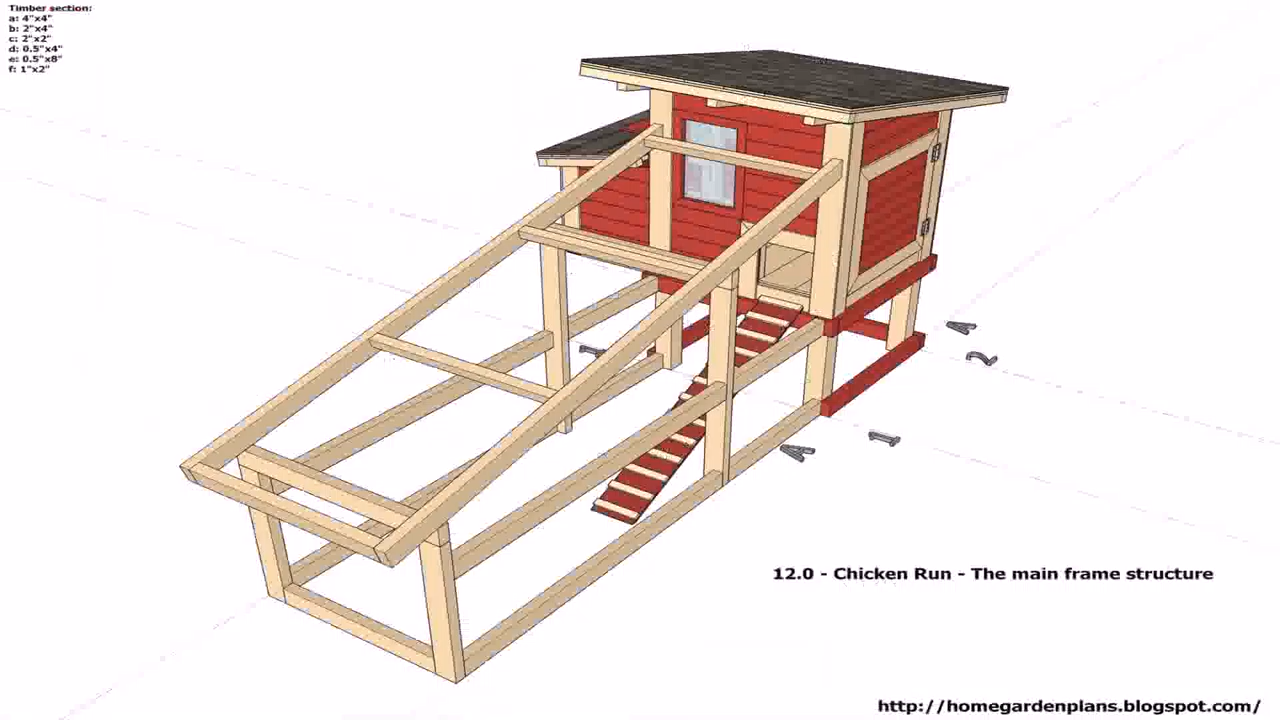 Timber section:
a: 4"x4"
b: 2"x4"
c: 2"x2"
d: 0.5"x4"
e: 0.5"x8"
f: 1"x2"
12.0 - Chicken Run - The main frame structure
http://homegardenplans.blogspot.com/